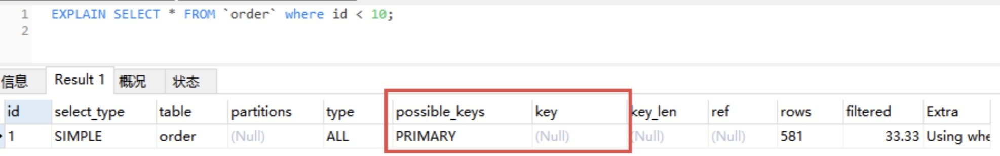 1 EXPLAIN SELECT * FROM `order` where id < 10;
2
信息 Result 1 概况 状态
id select_type table partitions type possible_keys key key_len ref rows filtered Extra
1 SIMPLE order (Null) ALL PRIMARY (Null) (Null) (Null) 581 33.33 Using whe